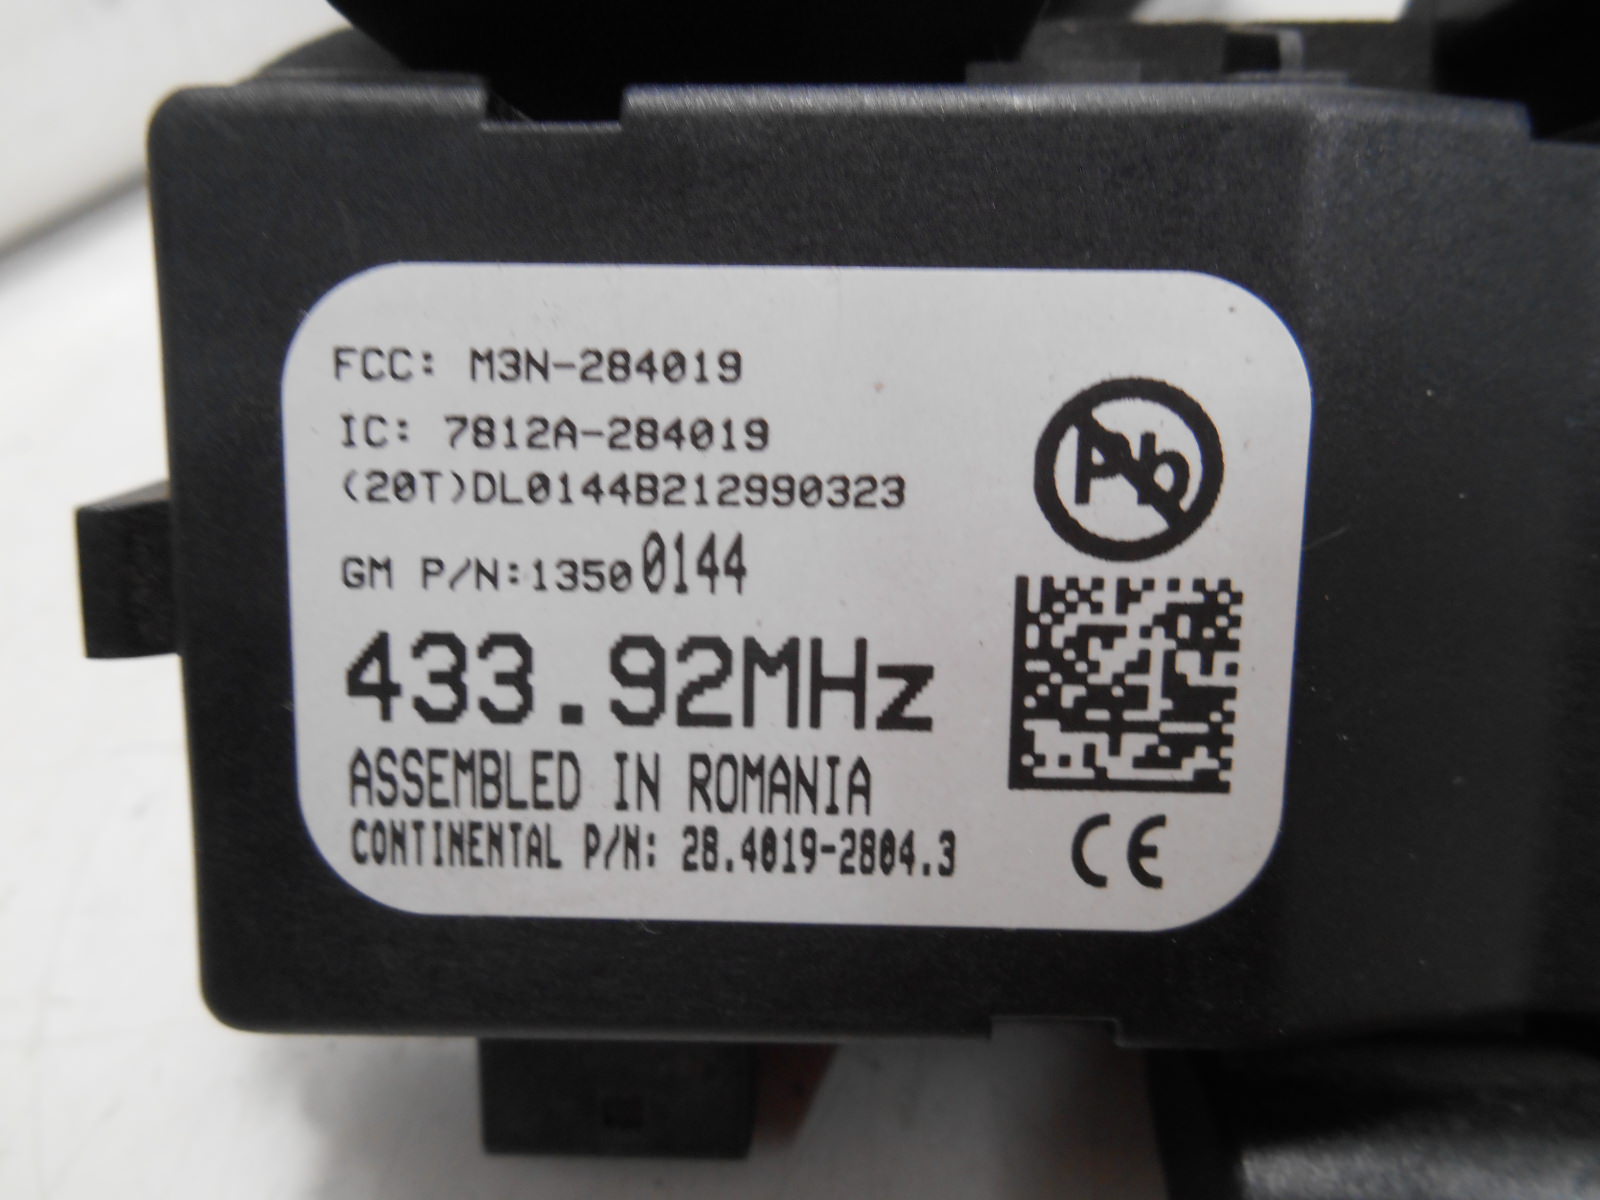 FCC: M3N-284019
IC: 7812A-284019
(20T)DL0144B212990323
GM P/N:13500144
433.92MHz
ASSEMBLED IN ROMANIA
CONTINENTAL P/N: 28.4019-2804.3
Pb
CE